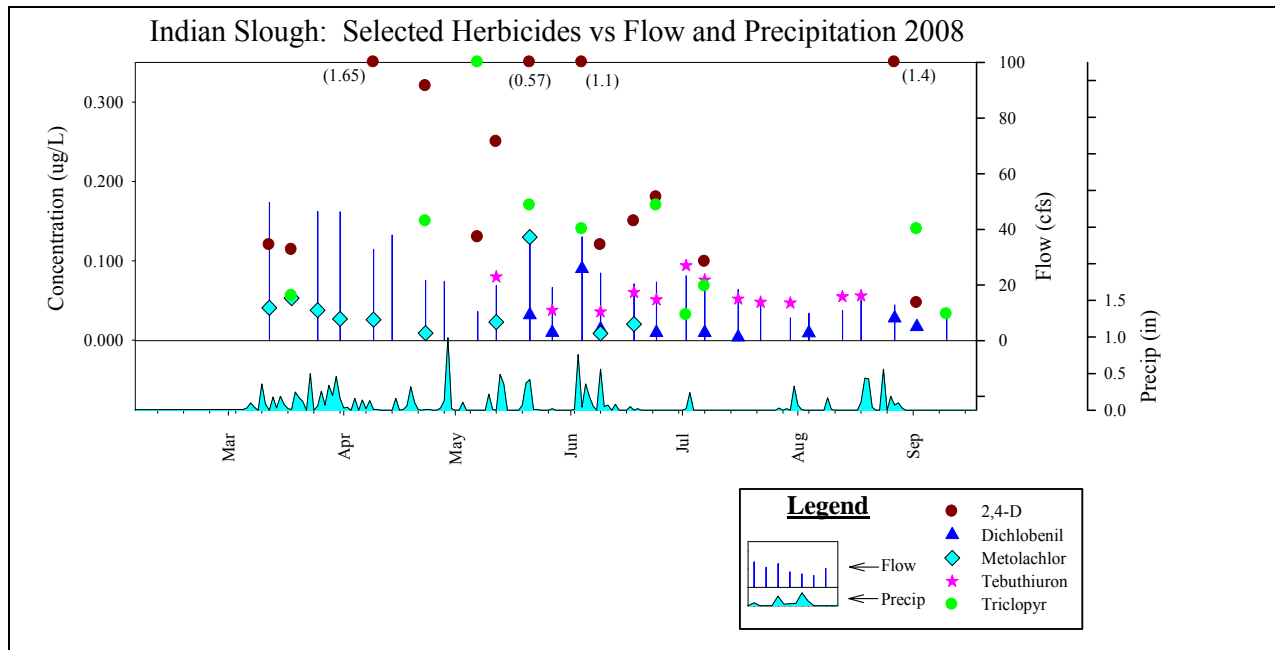 Indian Slough:  Selected Herbicides vs Flow and Precipitation 2008
(1.65)
(0.57)
(1.1)
(1.4)
Concentration (ug/L)
0.300
0.200
0.100
0.000
Flow (cfs)
100
80
60
40
20
0
Precip (in)
1.5
1.0
0.5
0.0
Mar
Apr
May
Jun
Jul
Aug
Sep
Legend
Flow
Precip
2,4-D
Dichlobenil
Metolachlor
Tebuthiuron
Triclopyr